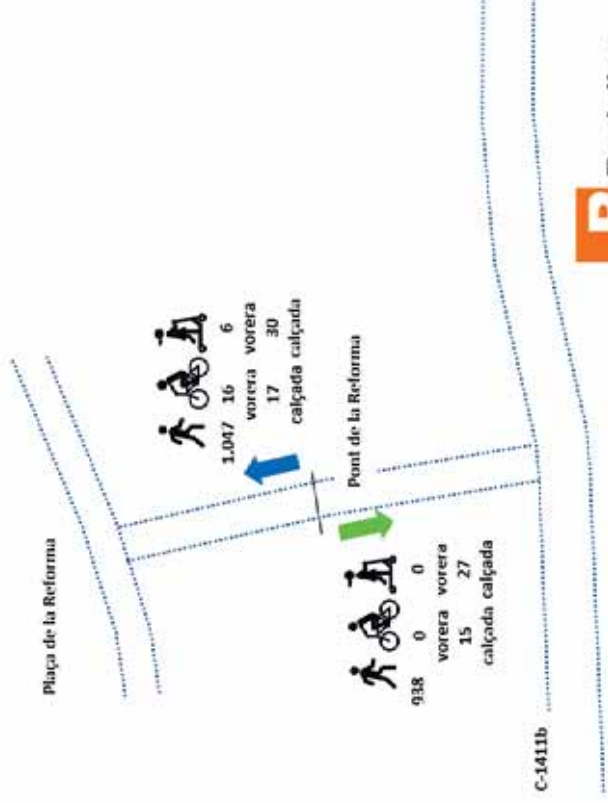 Plaça de la Reforma
1.047 16 6
vorera vorera
17 30
calçada calçada
Pont de la Reforma
938 0 0
vorera vorera
15 27
calçada calçada
C-1411b